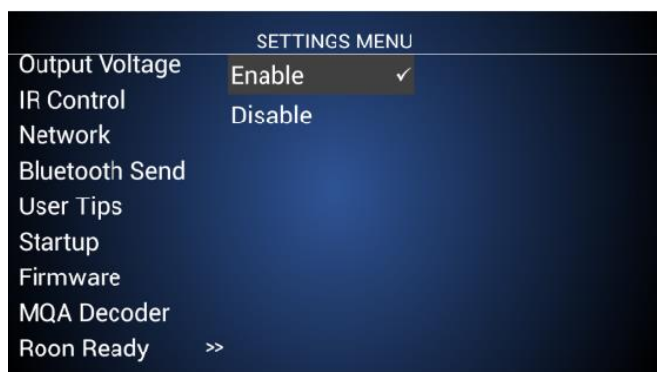 SETTINGS MENU
Output Voltage
IR Control
Network
Bluetooth Send
User Tips
Startup
Firmware
MQA Decoder
Roon Ready >>
Enable ✓
Disable